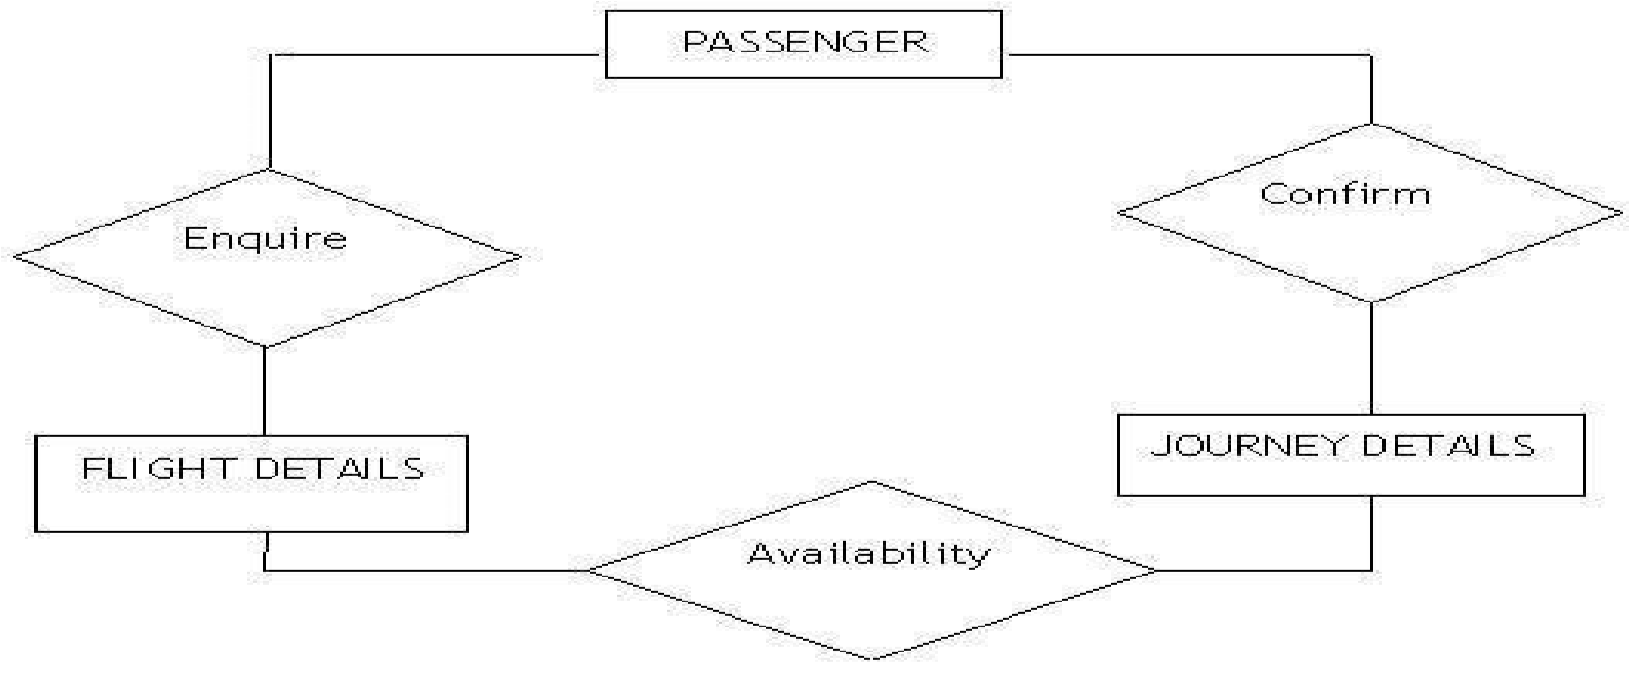 PASSENGER
Confirm
Enquire
JOURNEY DETAILS
FLIGHT DETAILS
Availability